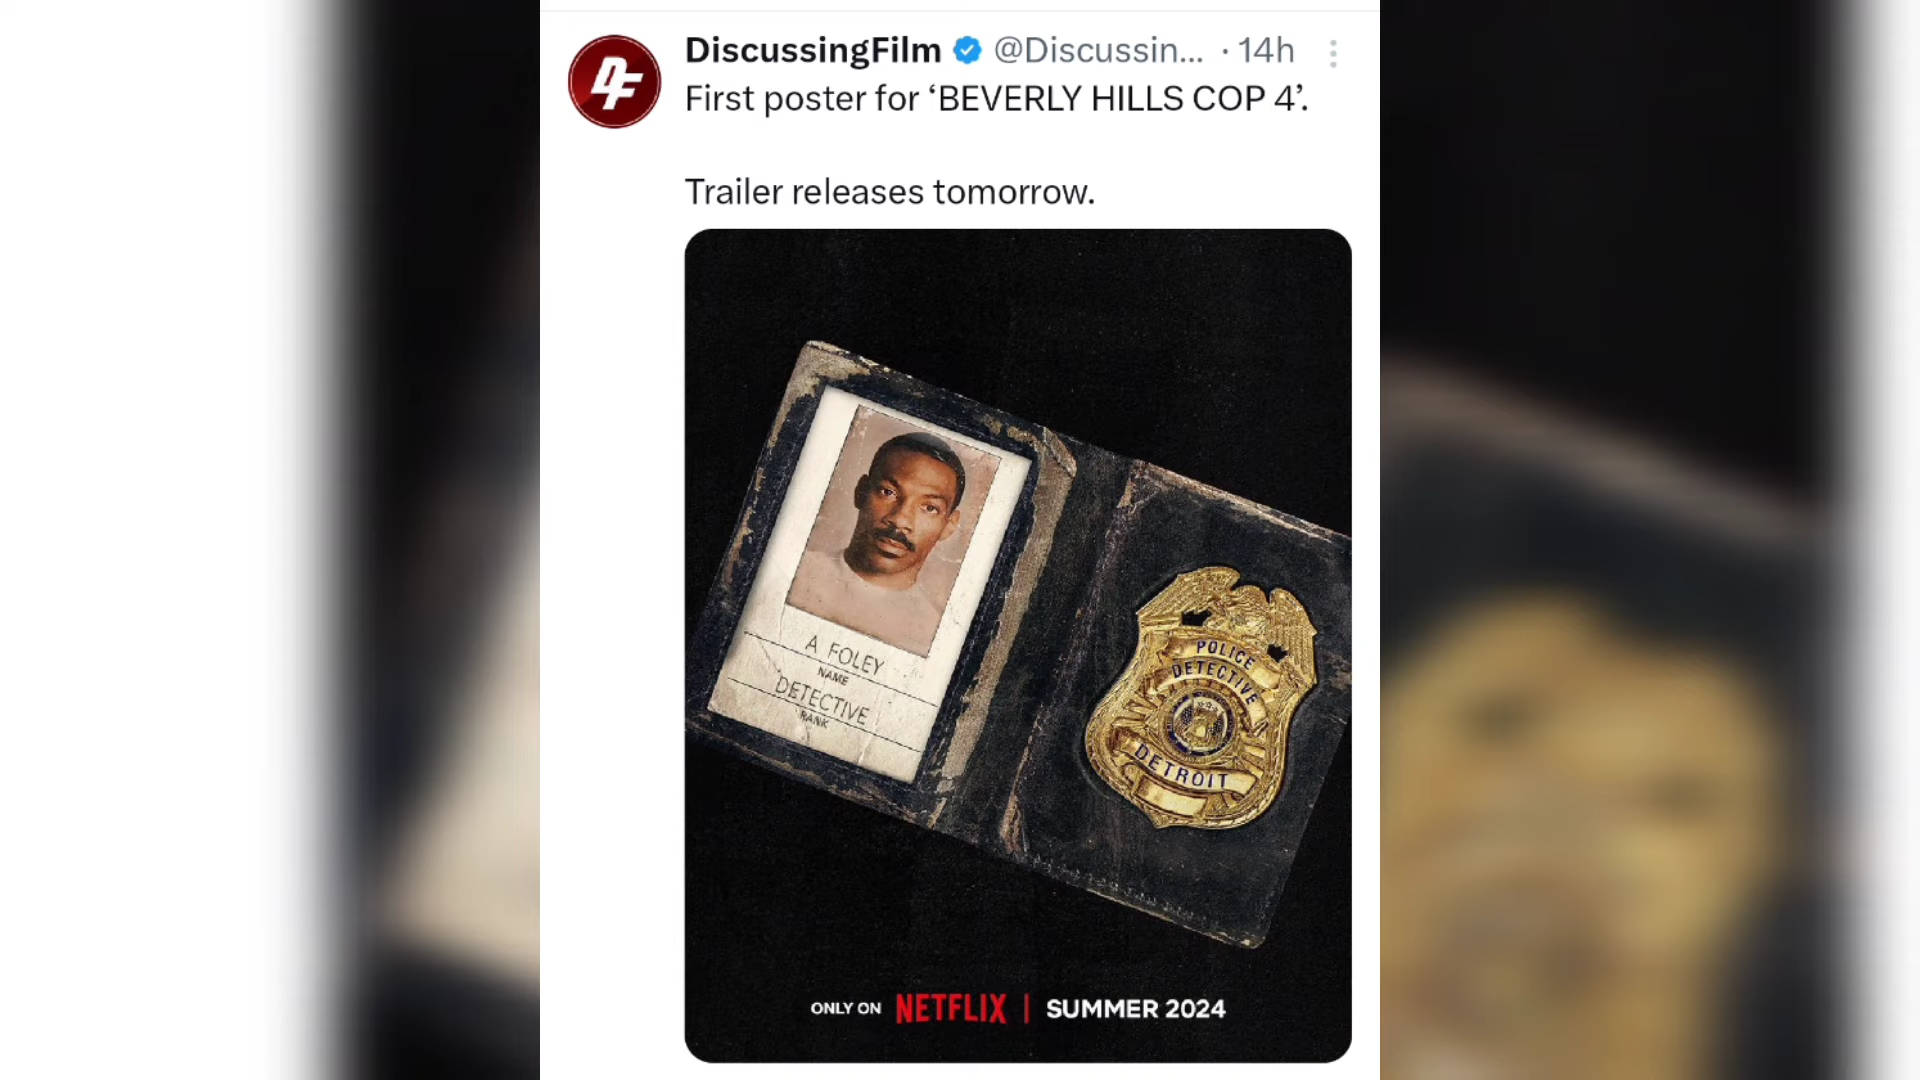 DiscussingFilm @Discussin... · 14h
First poster for ‘BEVERLY HILLS COP 4’.
Trailer releases tomorrow.
A FOLEY
NAME
DETECTIVE
RANK
POLICE
DETECTIVE
DETROIT
ONLY ON NETFLIX | SUMMER 2024